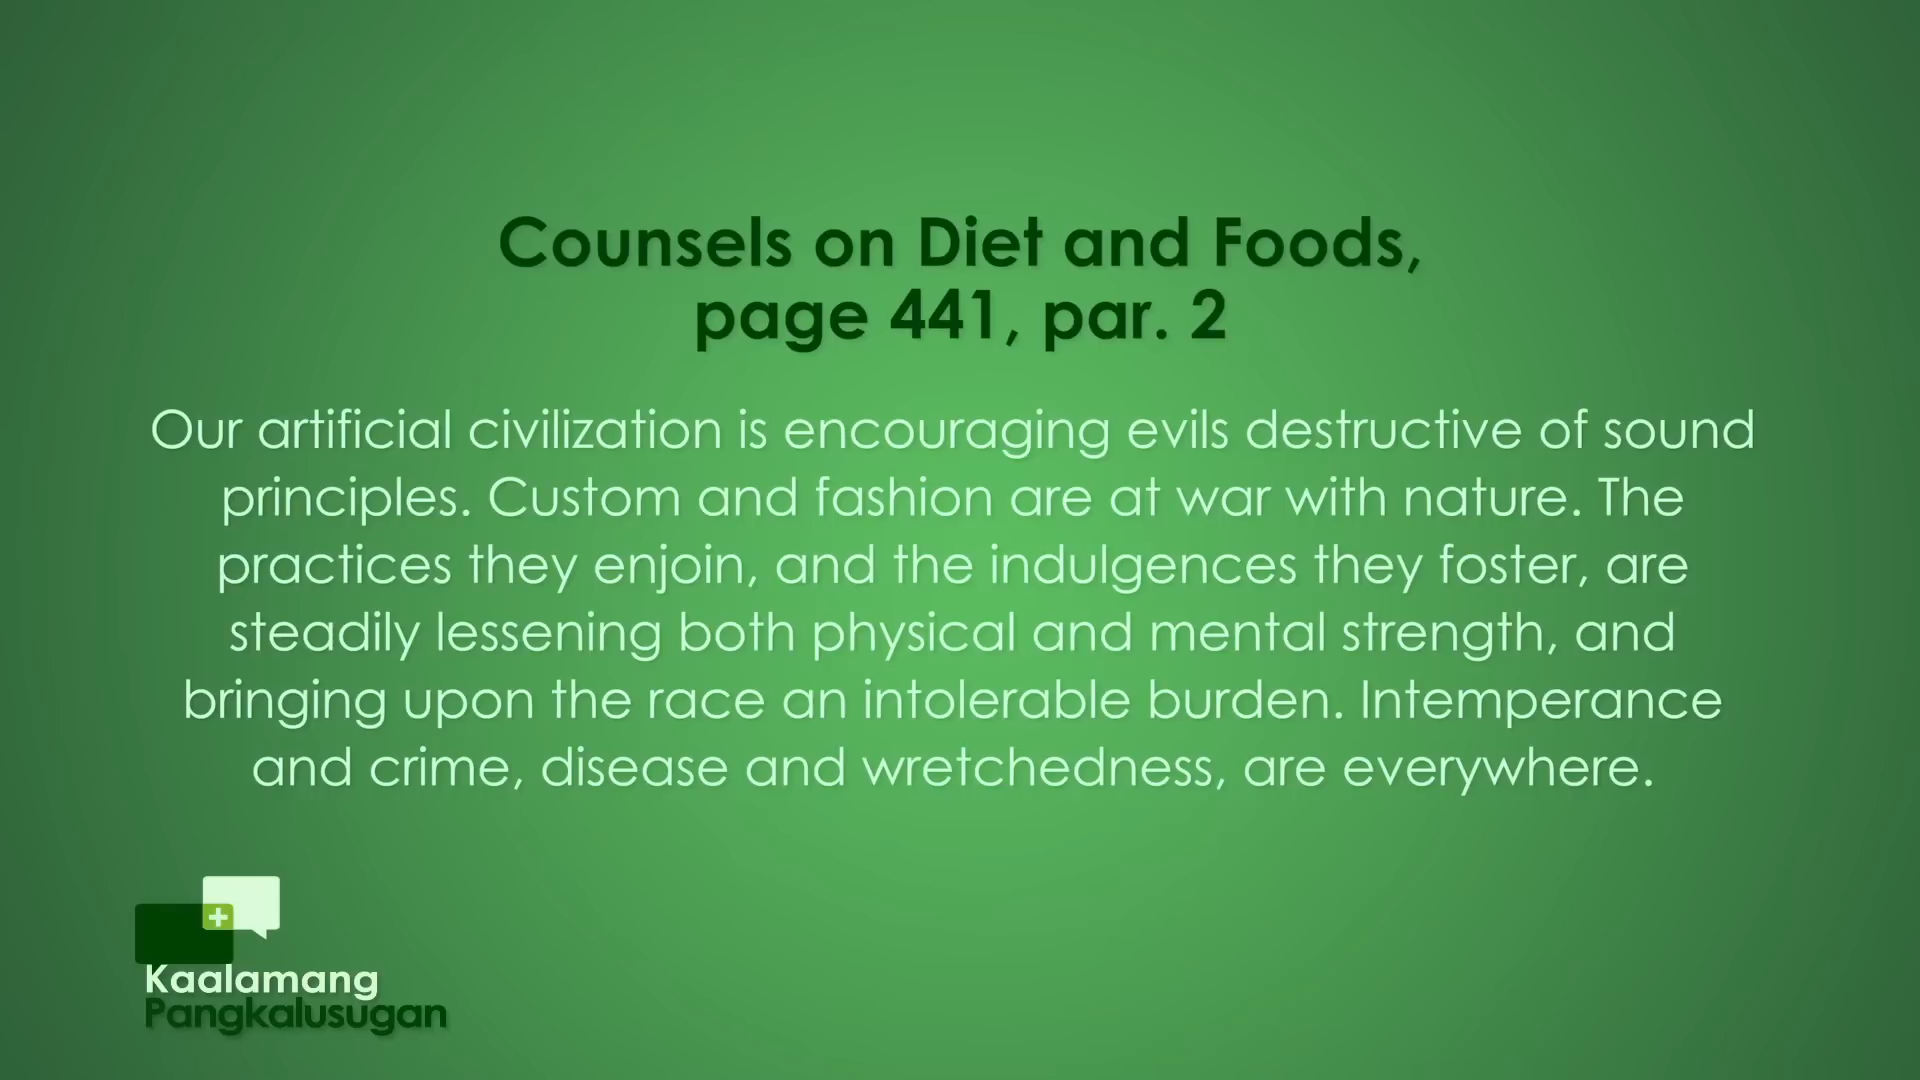 Counsels on Diet and Foods,
page 441, par. 2
Our artificial civilization is encouraging evils destructive of sound
principles. Custom and fashion are at war with nature. The
practices they enjoin, and the indulgences they foster, are
steadily lessening both physical and mental strength, and
bringing upon the race an intolerable burden. Intemperance
and crime, disease and wretchedness, are everywhere.
Kaalamang
Pangkalusugan